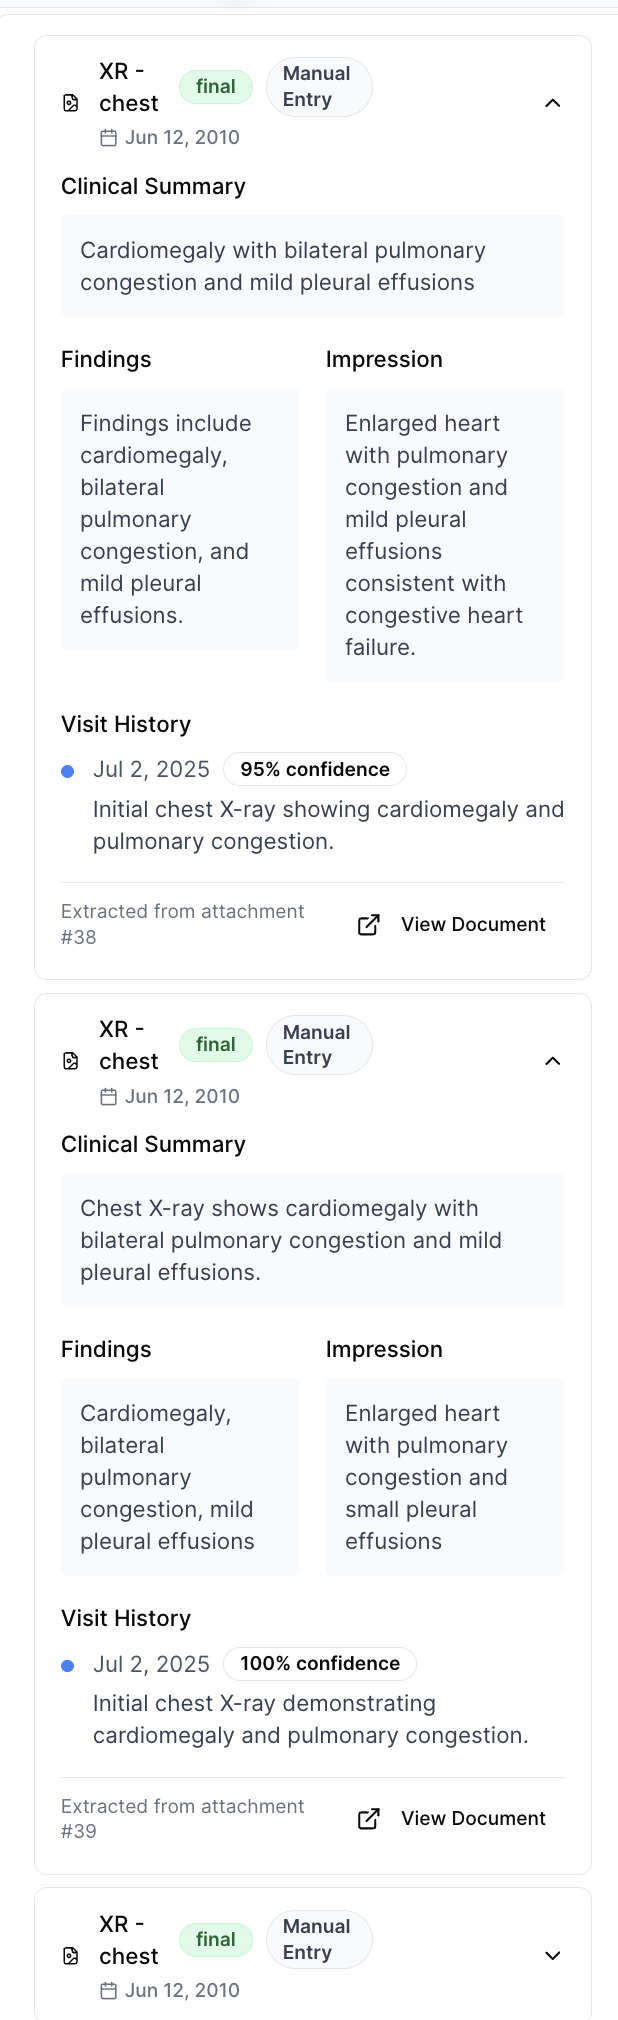 XR -
chest
final
Manual
Entry
Jun 12, 2010
Clinical Summary
Cardiomegaly with bilateral pulmonary
congestion and mild pleural effusions
Findings
Findings include
cardiomegaly,
bilateral
pulmonary
congestion, and
mild pleural
effusions.
Impression
Enlarged heart
with pulmonary
congestion and
mild pleural
effusions
consistent with
congestive heart
failure.
Visit History
Jul 2, 2025 95% confidence
Initial chest X-ray showing cardiomegaly and
pulmonary congestion.
Extracted from attachment
#38
View Document
XR -
chest
final
Manual
Entry
Jun 12, 2010
Clinical Summary
Chest X-ray shows cardiomegaly with
bilateral pulmonary congestion and mild
pleural effusions.
Findings
Cardiomegaly,
bilateral
pulmonary
congestion, mild
pleural effusions
Impression
Enlarged heart
with pulmonary
congestion and
small pleural
effusions
Visit History
Jul 2, 2025 100% confidence
Initial chest X-ray demonstrating
cardiomegaly and pulmonary congestion.
Extracted from attachment
#39
View Document
XR -
chest
final
Manual
Entry
Jun 12, 2010